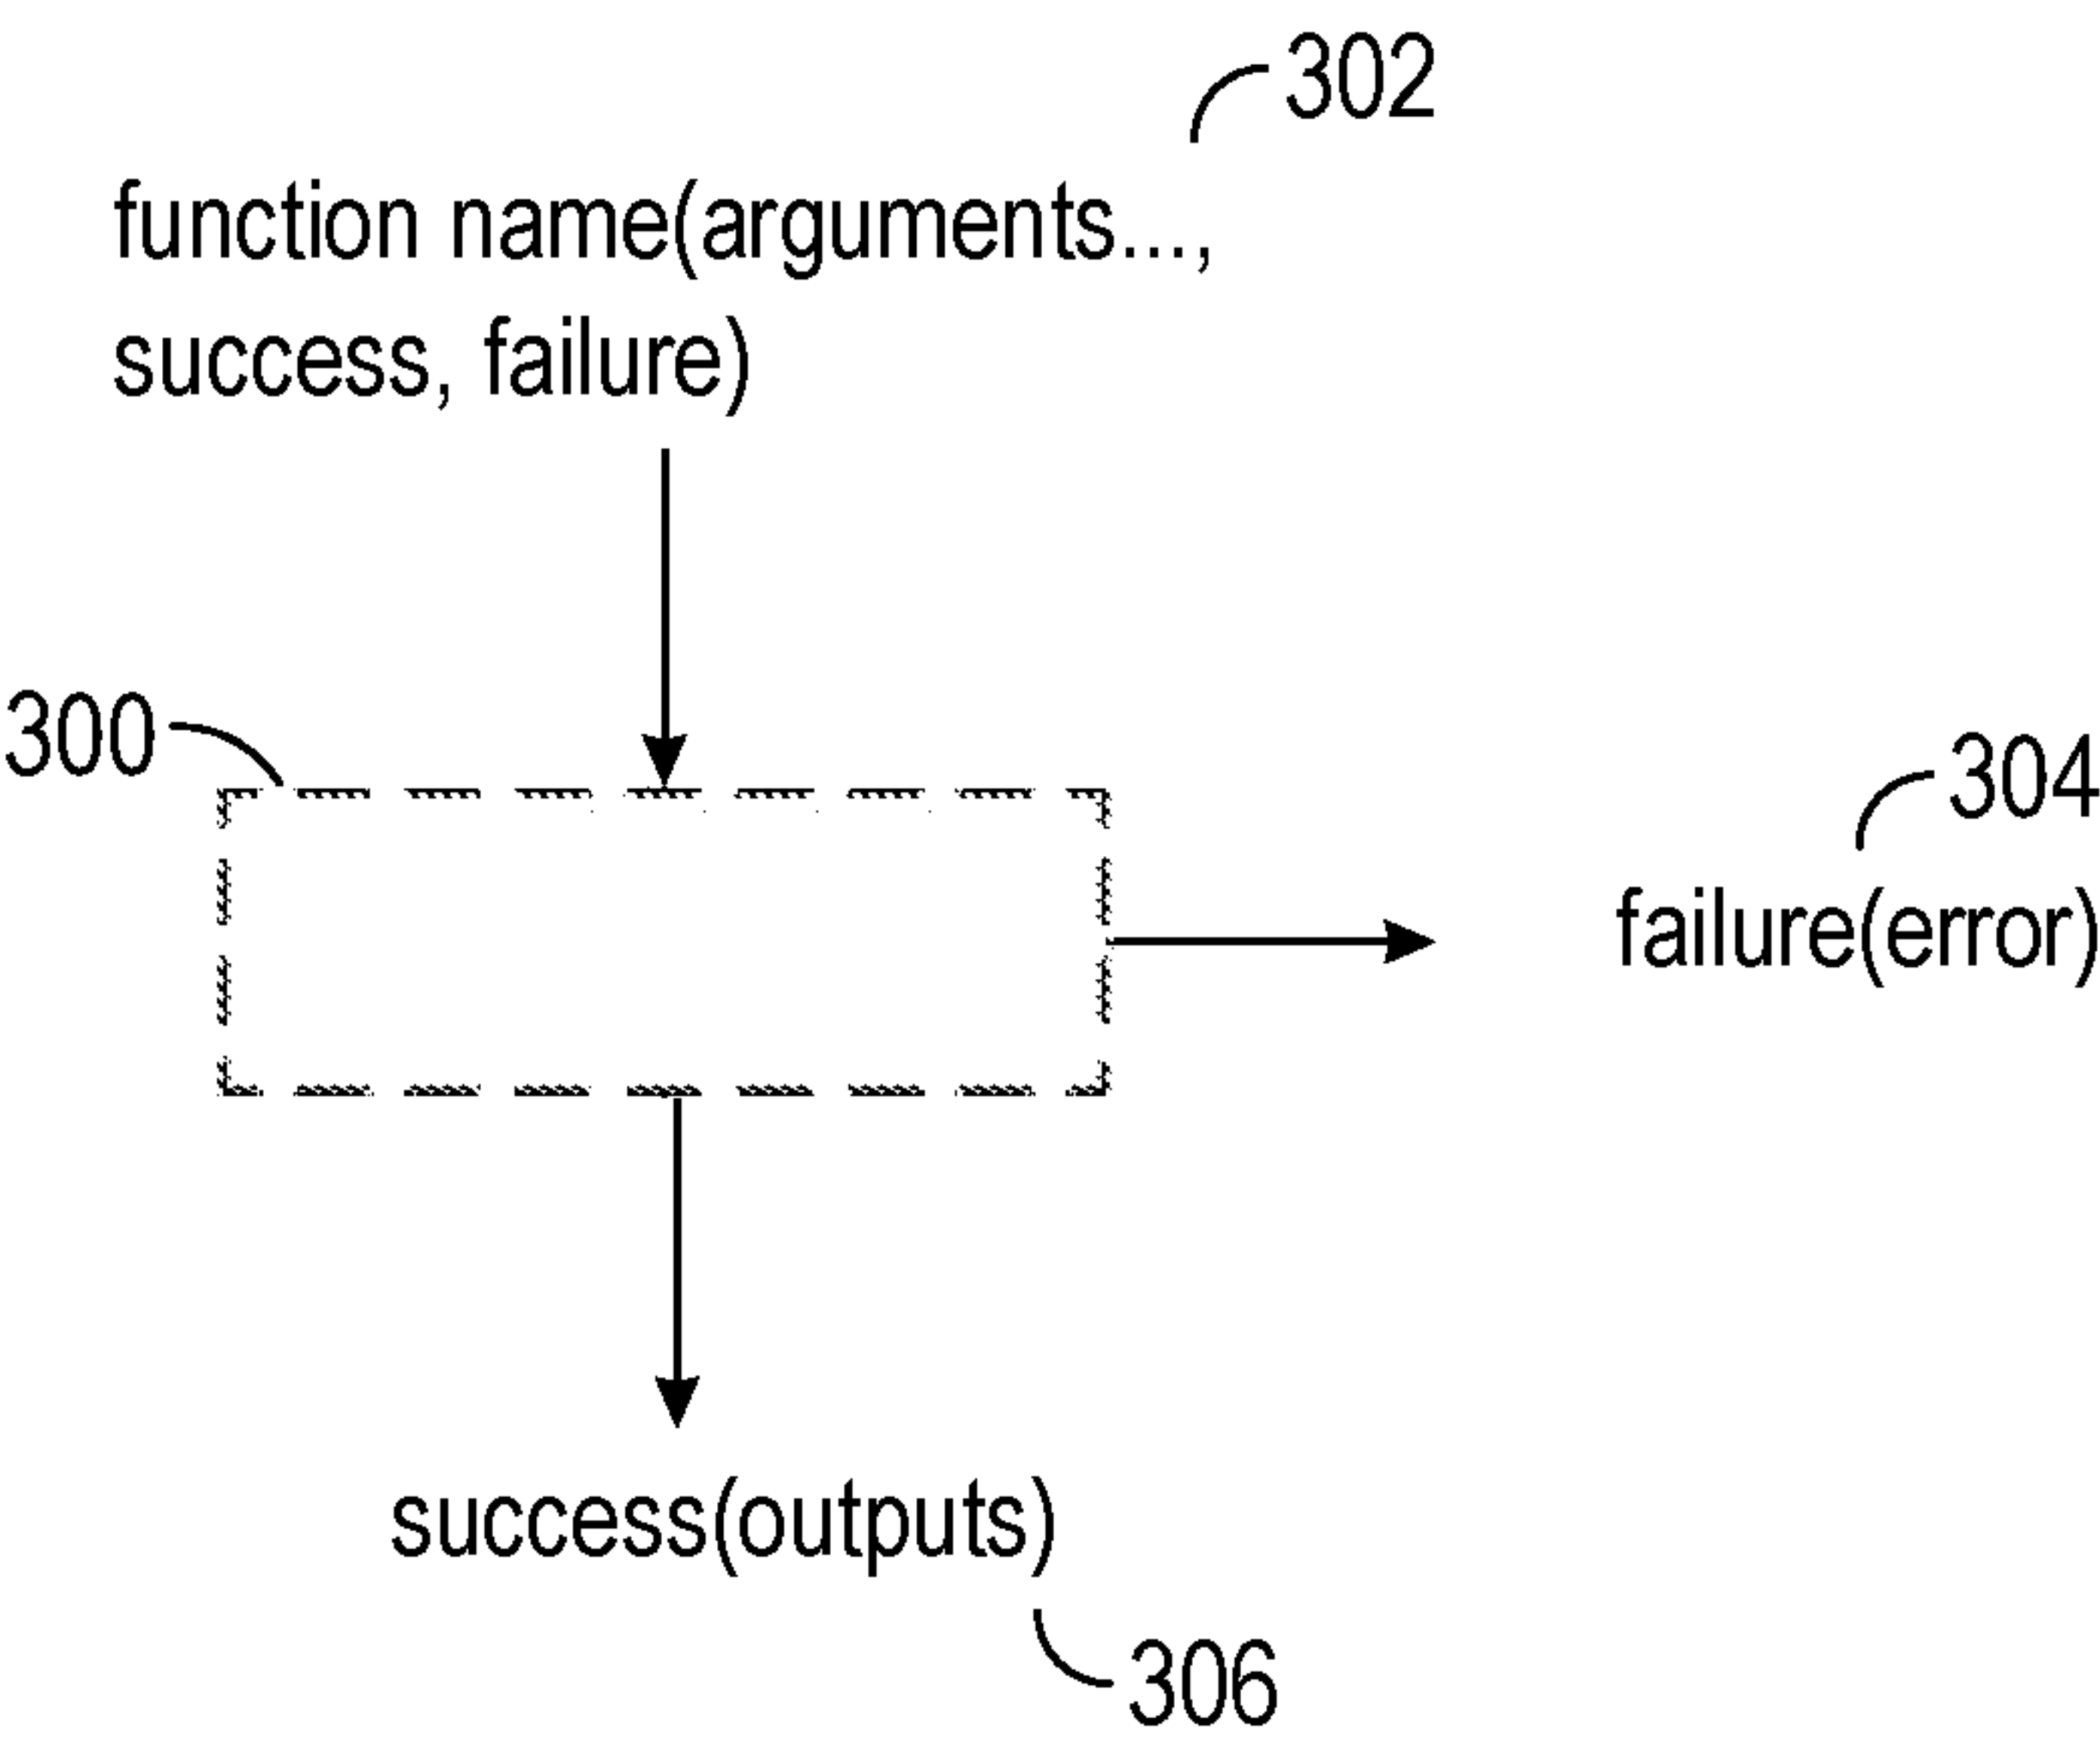 302
function name(arguments...,
success, failure)
300
304
failure(error)
success(outputs)
306